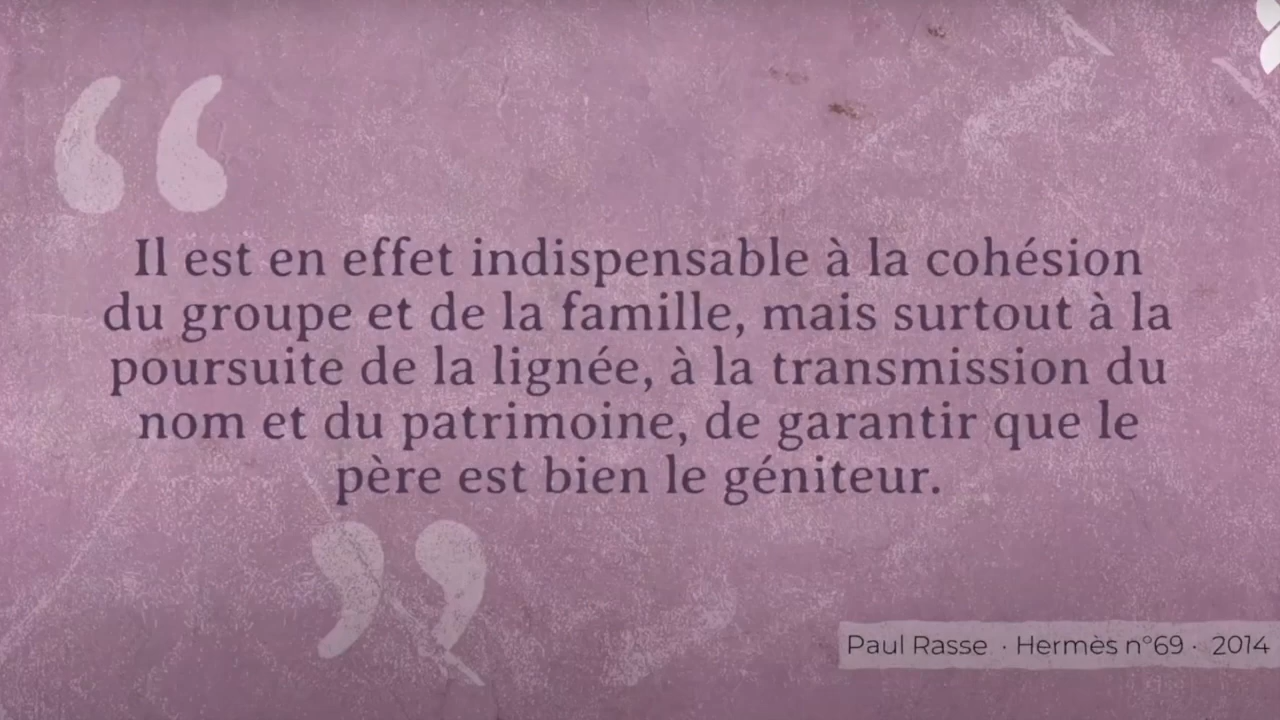 Il est en effet indispensable à la cohésion
du groupe et de la famille, mais surtout à la
poursuite de la lignée, à la transmission du
nom et du patrimoine, de garantir que le
père est bien le géniteur.
Paul Rasse · Hermès n°69 · 2014